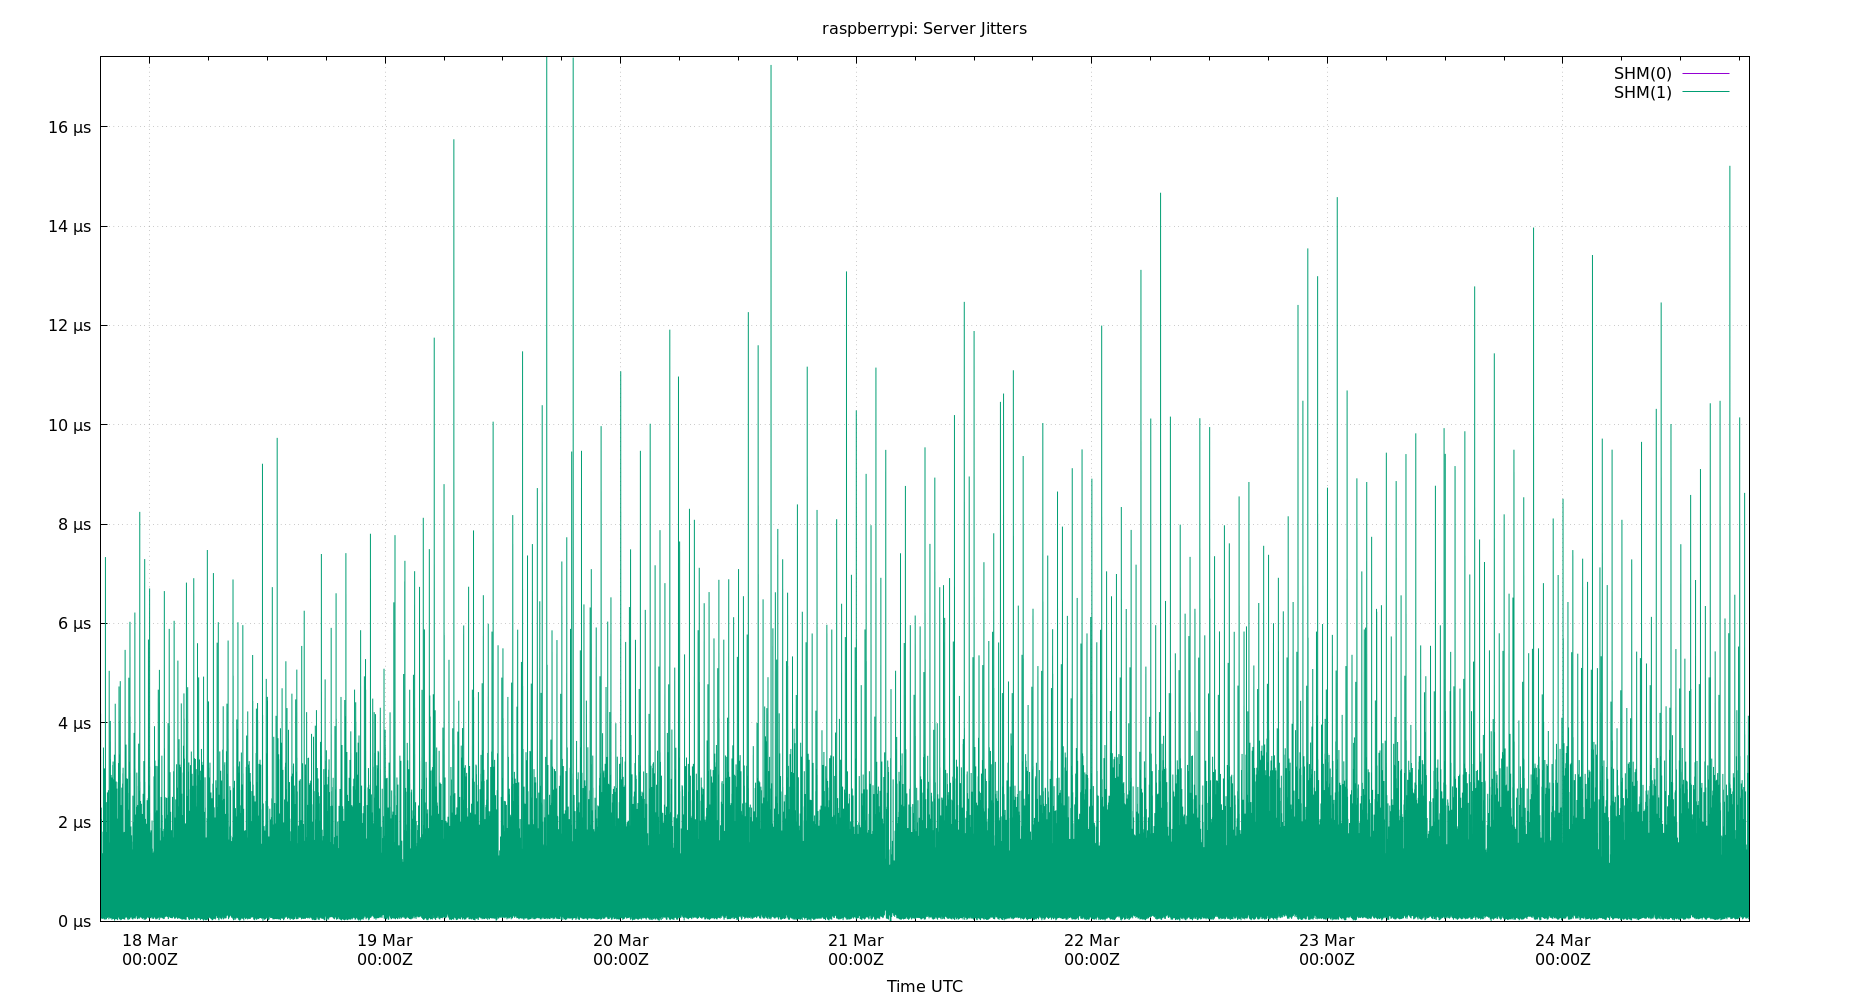 raspberrypi: Server Jitters
SHM(0)
SHM(1)
16 µs
14 µs
12 µs
10 µs
8 µs
6 µs
4 µs
2 µs
0 µs
18 Mar 19 Mar 20 Mar 21 Mar 22 Mar 23 Mar 24 Mar
00:00Z 00:00Z 00:00Z 00:00Z 00:00Z 00:00Z 00:00Z
Time UTC